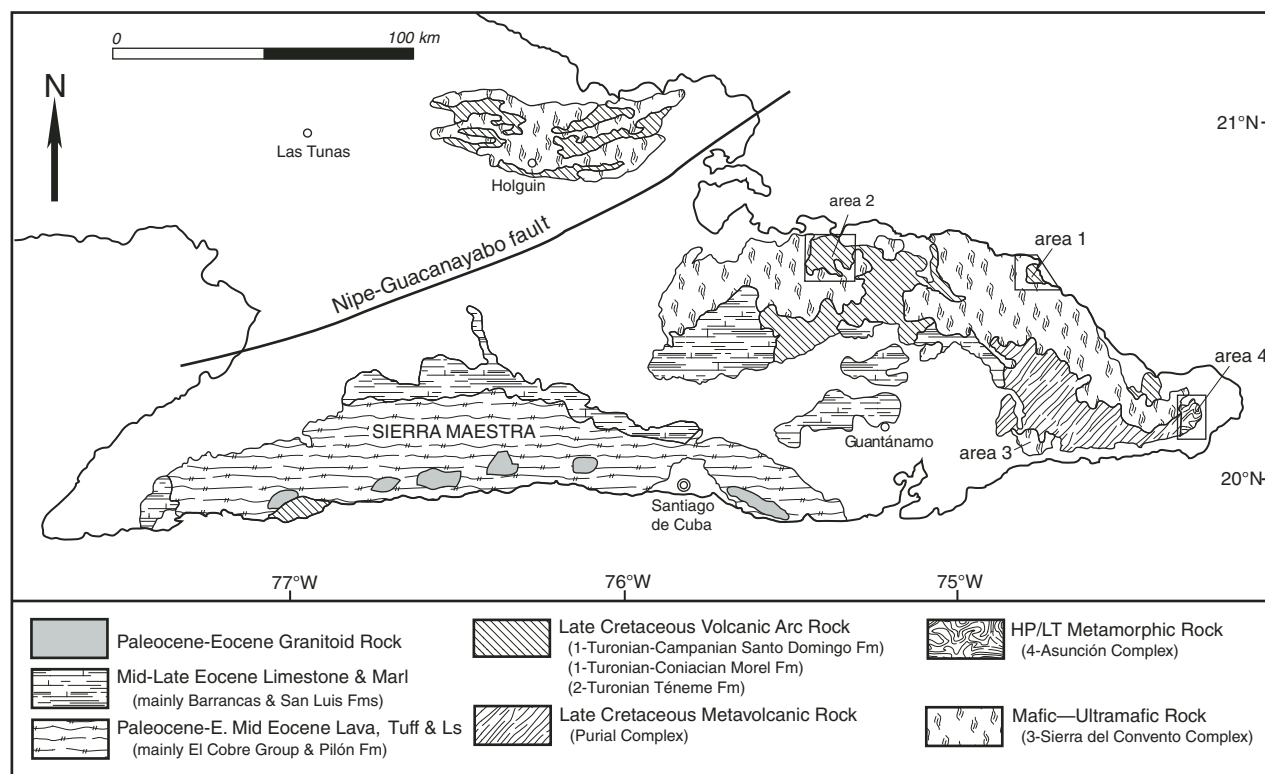 0 100 km
N
21°N
Las Tunas
Holguin
area 2
area 1
Nipe-Guacanayabo fault
area 4
SIERRA MAESTRA
Guantánamo
area 3
20°N
Santiago
de Cuba
77°W 76°W 75°W
Paleocene-Eocene Granitoid Rock
Mid-Late Eocene Limestone & Marl
(mainly Barrancas & San Luis Fms)
Paleocene-E. Mid Eocene Lava, Tuff & Ls
(mainly El Cobre Group & Pilón Fm)
Late Cretaceous Volcanic Arc Rock
(1-Turonian-Campanian Santo Domingo Fm)
(1-Turonian-Coniacian Morel Fm)
(2-Turonian Téneme Fm)
Late Cretaceous Metavolcanic Rock
(Purial Complex)
HP/LT Metamorphic Rock
(4-Asunción Complex)
Mafic—Ultramafic Rock
(3-Sierra del Convento Complex)